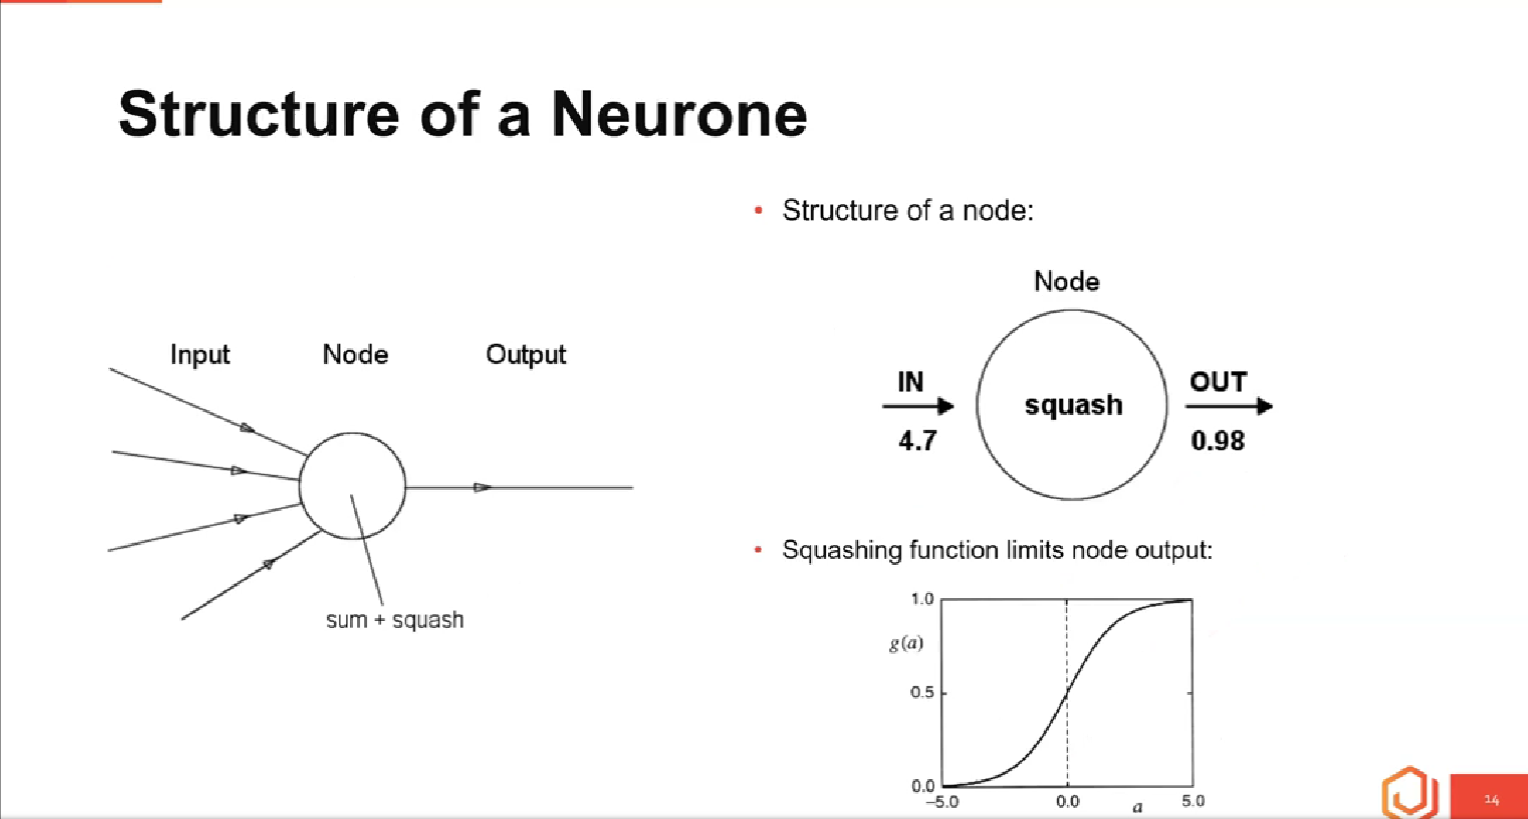 Structure of a Neurone
Input Node Output
sum + squash
• Structure of a node:
Node
IN
squash
OUT
4.7
0.98
• Squashing function limits node output:
1.0
g(a)
0.5
0.0
−5.0 0.0 a 5.0
14